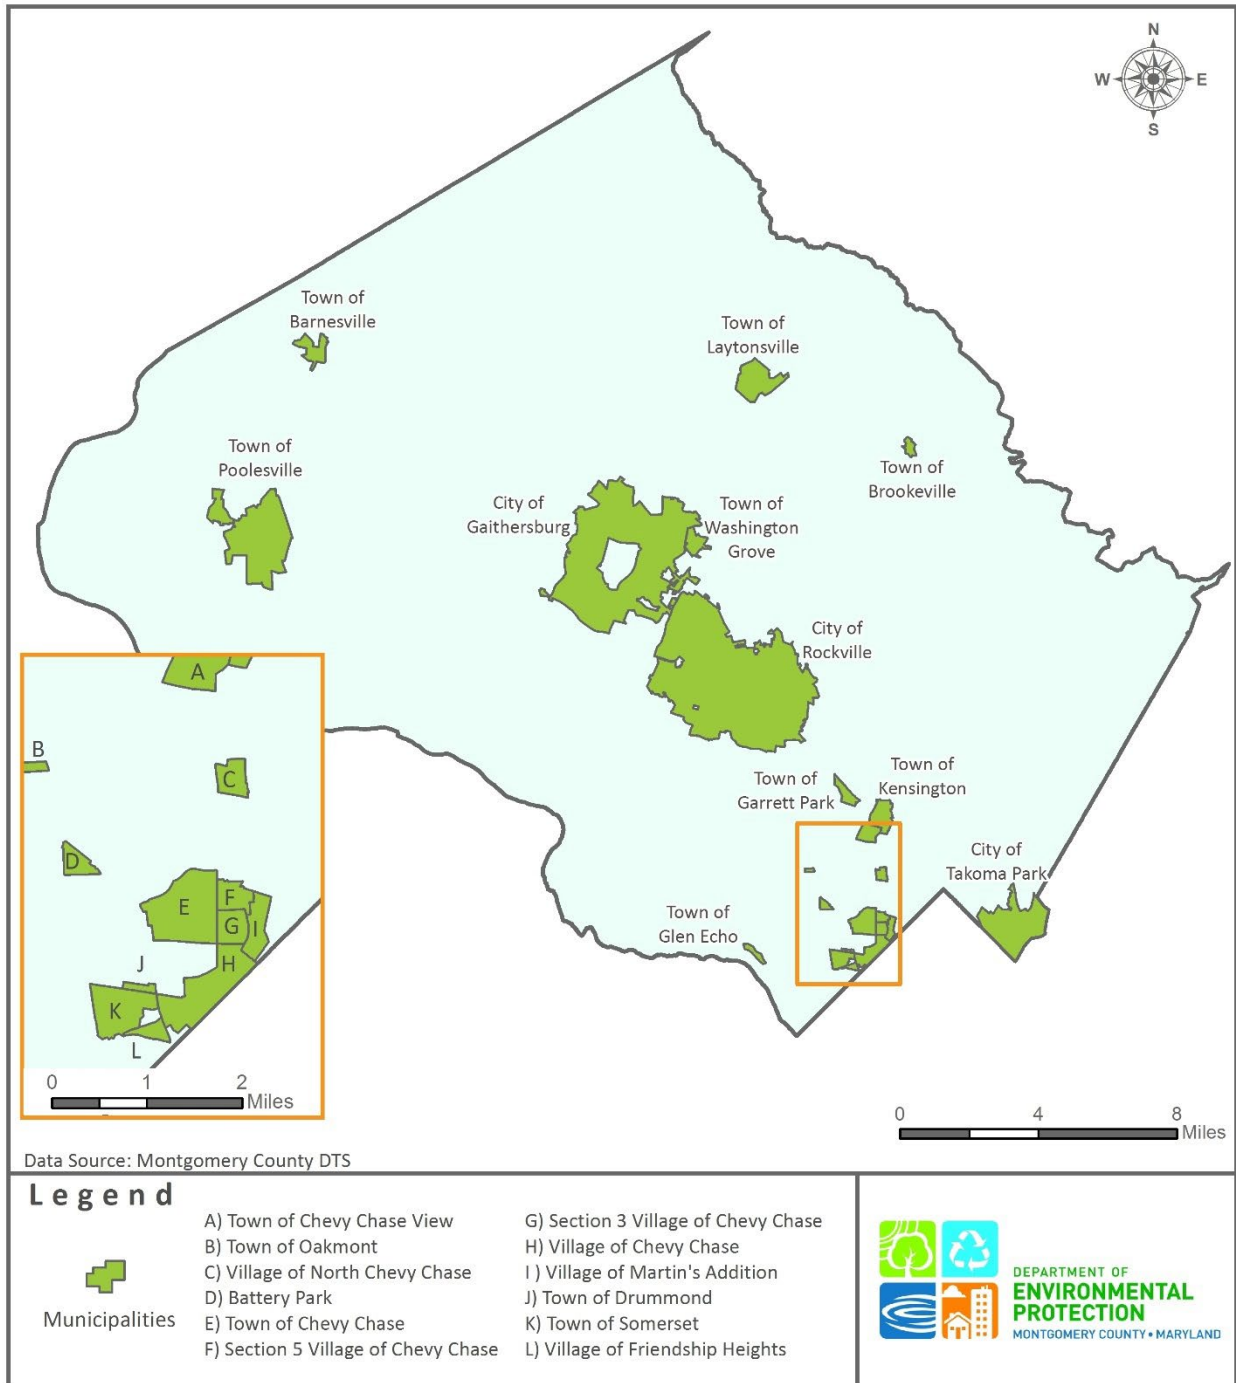 N
W
E
S
Town of
Barnesville
Town of
Laytonsville
Town of
Poolesville
Town of
Brookeville
City of
Gaithersburg
Town of
Washington
Grove
City of
Rockville
Town of
Garrett Park
Town of
Kensington
City of
Takoma Park
Town of
Glen Echo
A
B
C
D
E
F
G
I
H
J
K
L
0 1 2
Miles
0 4 8
Miles
Data Source: Montgomery County DTS
Legend
Municipalities
A) Town of Chevy Chase View
B) Town of Oakmont
C) Village of North Chevy Chase
D) Battery Park
E) Town of Chevy Chase
F) Section 5 Village of Chevy Chase
G) Section 3 Village of Chevy Chase
H) Village of Chevy Chase
I ) Village of Martin's Addition
J) Town of Drummond
K) Town of Somerset
L) Village of Friendship Heights
DEPARTMENT OF
ENVIRONMENTAL
PROTECTION
MONTGOMERY COUNTY • MARYLAND